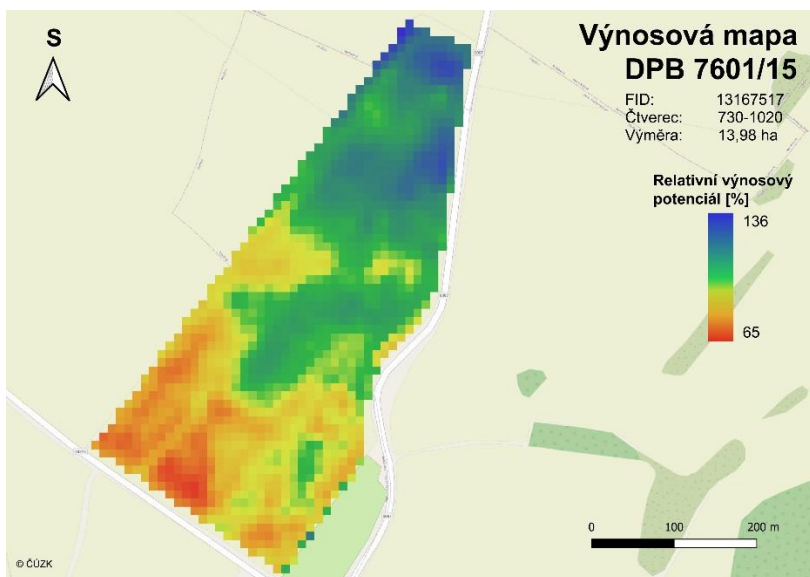 S
Výnosová mapa
DPB 7601/15
FID: 13167517
Čtverec: 730-1020
Výměra: 13,98 ha
Relativní výnosový
potenciál [%]
136
65
0 100 200 m
© ČÚZK